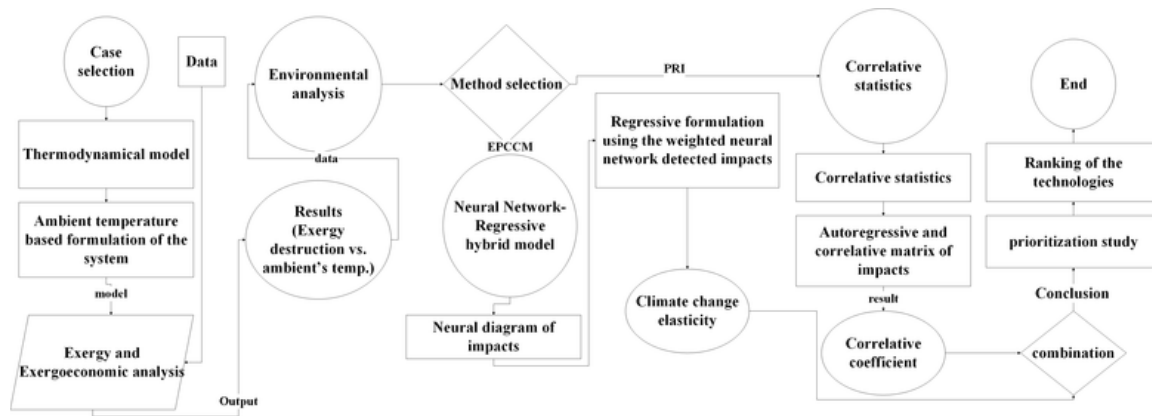 Case
selection
Data
Thermodynamical model
Ambient temperature
based formulation of the
system
model
Exergy and
Exergoeconomic analysis
Output
Environmental
analysis
data
Results
(Exergy
destruction vs.
ambient's temp.)
Method selection
PRI
EPCCM
Neural Network-
Regressive
hybrid model
Neural diagram of
impacts
Regressive formulation
using the weighted neural
network detected impacts
Climate change
elasticity
Correlative
statistics
Correlative statistics
Autoregressive and
correlative matrix of
impacts
result
Correlative
coefficient
combination
Conclusion
prioritization study
Ranking of the
technologies
End